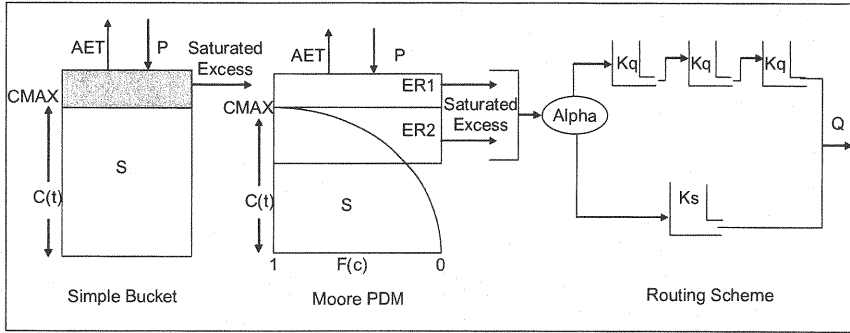 AET
P
Saturated
Excess
CMAX
C(t)
S
Simple Bucket
AET
P
ER1
CMAX
Saturated
Excess
ER2
C(t)
S
1
F(c)
0
Moore PDM
Alpha
Kq
Kq
Kq
Q
Ks
Routing Scheme